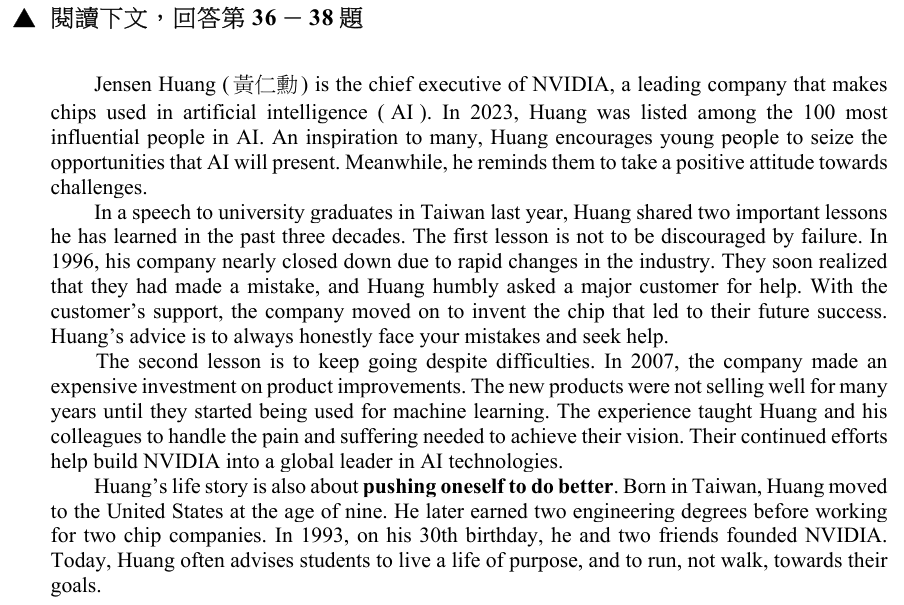 ▲ 閱讀下文，回答第 36－38 題
Jensen Huang (黃仁勳) is the chief executive of NVIDIA, a leading company that makes
chips used in artificial intelligence ( AI ). In 2023, Huang was listed among the 100 most
influential people in AI. An inspiration to many, Huang encourages young people to seize the
opportunities that AI will present. Meanwhile, he reminds them to take a positive attitude towards
challenges.
In a speech to university graduates in Taiwan last year, Huang shared two important lessons
he has learned in the past three decades. The first lesson is not to be discouraged by failure. In
1996, his company nearly closed down due to rapid changes in the industry. They soon realized
that they had made a mistake, and Huang humbly asked a major customer for help. With the
customer's support, the company moved on to invent the chip that led to their future success.
Huang's advice is to always honestly face your mistakes and seek help.
The second lesson is to keep going despite difficulties. In 2007, the company made an
expensive investment on product improvements. The new products were not selling well for many
years until they started being used for machine learning. The experience taught Huang and his
colleagues to handle the pain and suffering needed to achieve their vision. Their continued efforts
help build NVIDIA into a global leader in AI technologies.
Huang's life story is also about pushing oneself to do better. Born in Taiwan, Huang moved
to the United States at the age of nine. He later earned two engineering degrees before working
for two chip companies. In 1993, on his 30th birthday, he and two friends founded NVIDIA.
Today, Huang often advises students to live a life of purpose, and to run, not walk, towards their
goals.